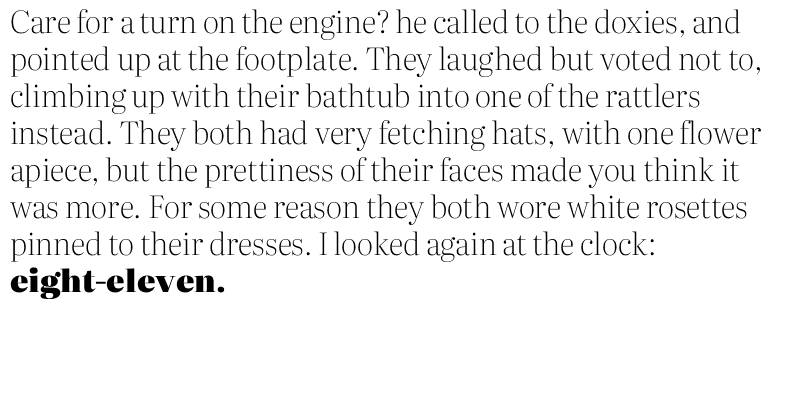 Care for a turn on the engine? he called to the doxies, and
pointed up at the footplate. They laughed but voted not to,
climbing up with their bathtub into one of the rattlers
instead. They both had very fetching hats, with one flower
apiece, but the prettiness of their faces made you think it
was more. For some reason they both wore white rosettes
pinned to their dresses. I looked again at the clock:
eight-eleven.